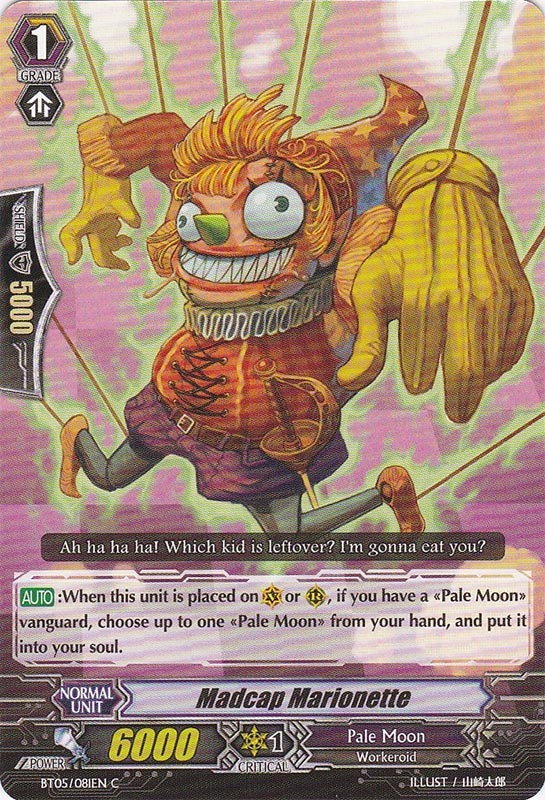 1
GRADE
SHIELD
5000
Ah ha ha ha! Which kid is leftover? I'm gonna eat you?
AUTO :When this unit is placed on V or R, if you have a «Pale Moon»
vanguard, choose up to one «Pale Moon» from your hand, and put it
into your soul.
NORMAL
UNIT
Madcap Marionette
POWER
6000
1
CRITICAL
Pale Moon
Workeroid
BT05/081EN C
ILLUST / 山崎太郎